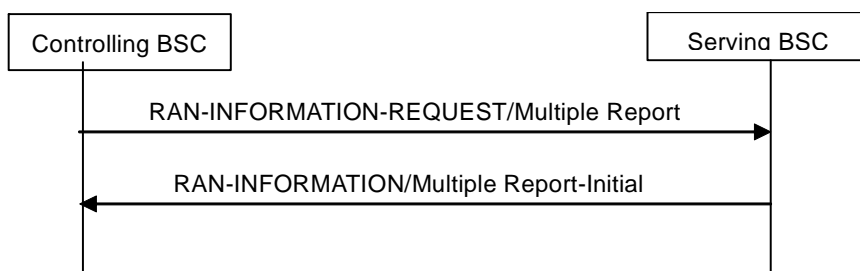 Controlling BSC
Serving BSC
RAN-INFORMATION-REQUEST/Multiple Report
RAN-INFORMATION/Multiple Report-Initial